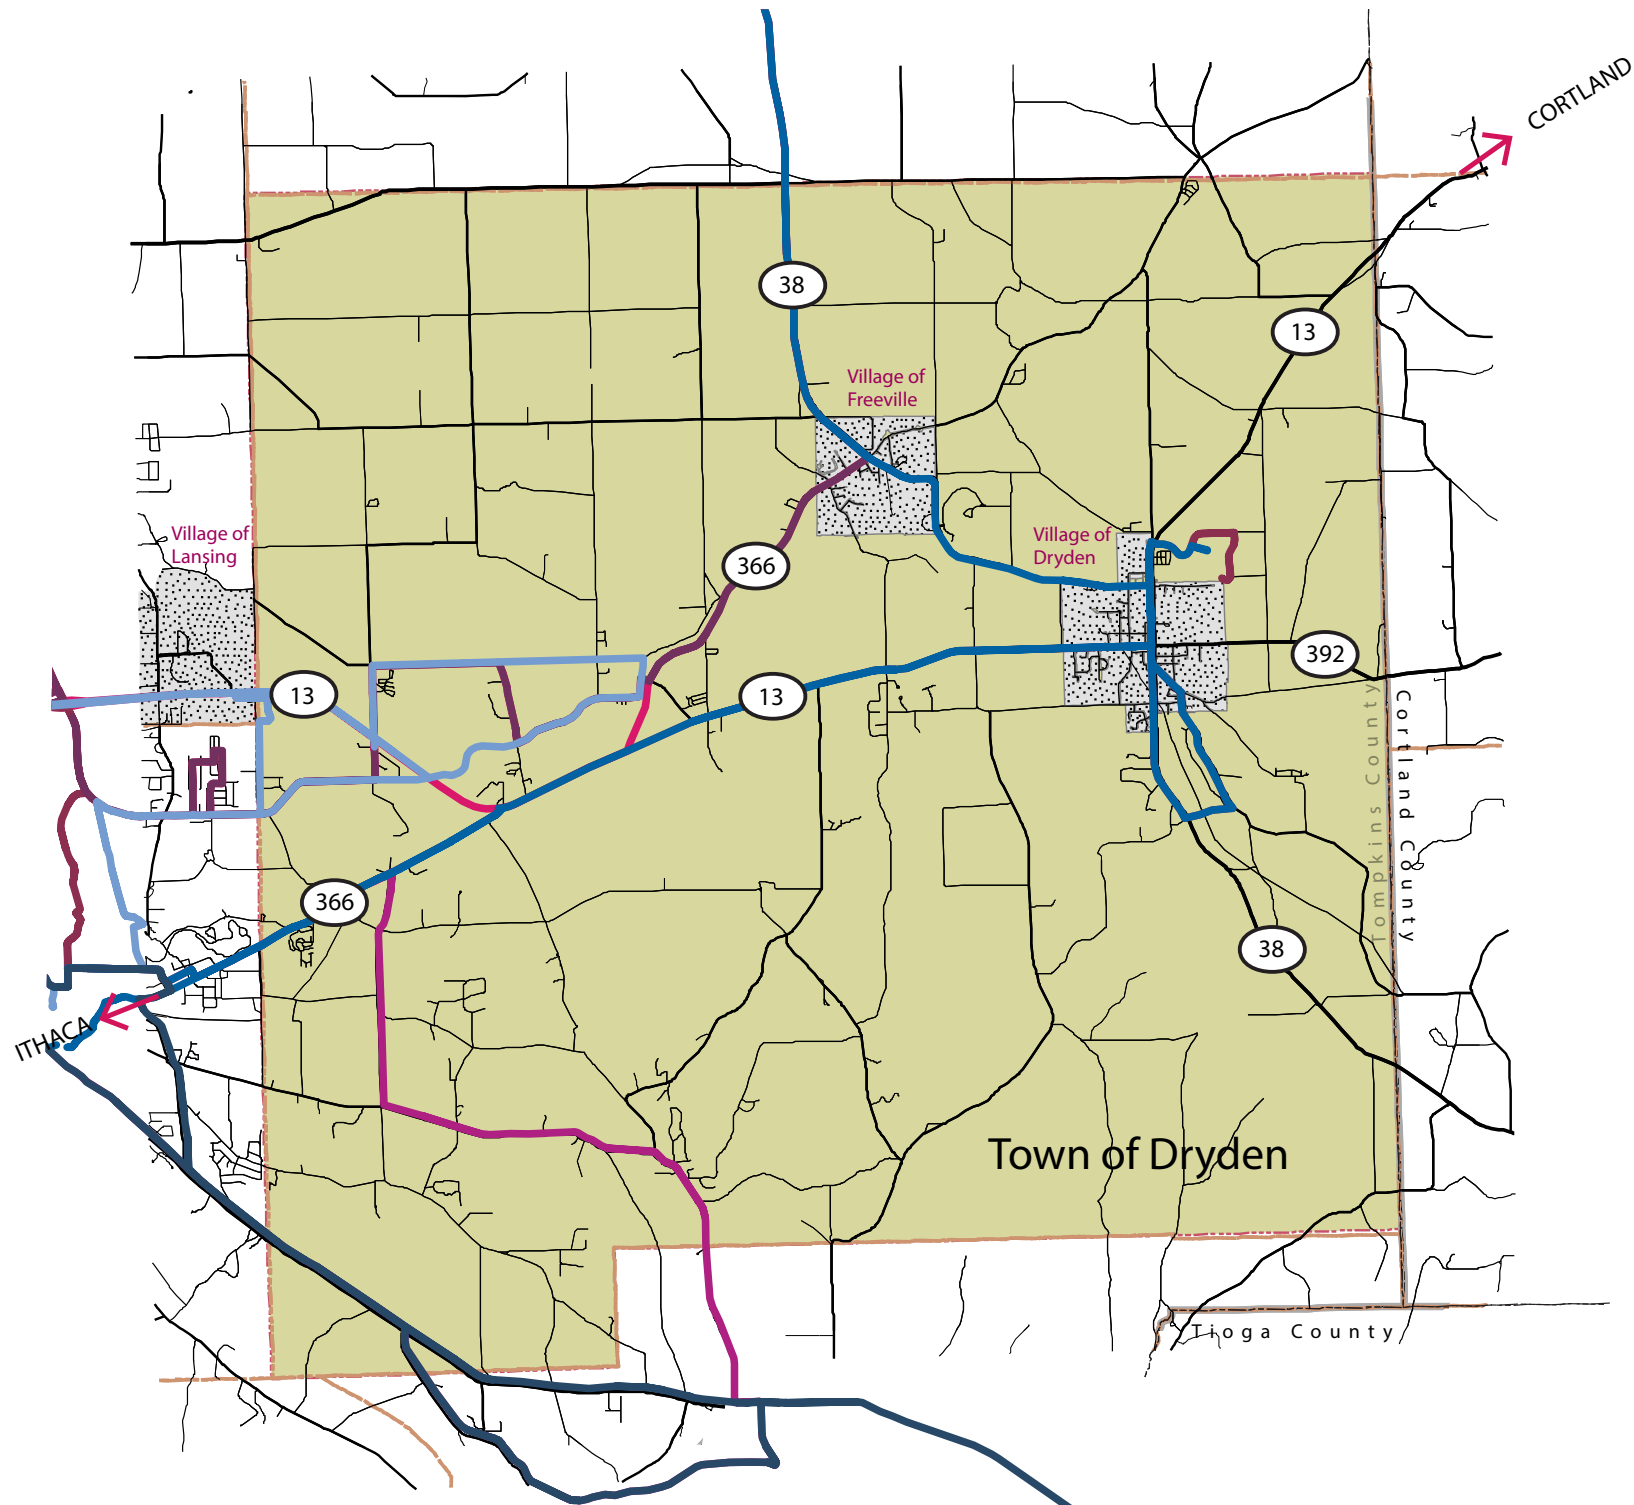 CORTLAND
38
13
Village of
Freeville
Village of
Lansing
Village of
Dryden
366
392
13
13
366
Tompkins County
Cortland County
38
ITHACA
Town of Dryden
Tioga County